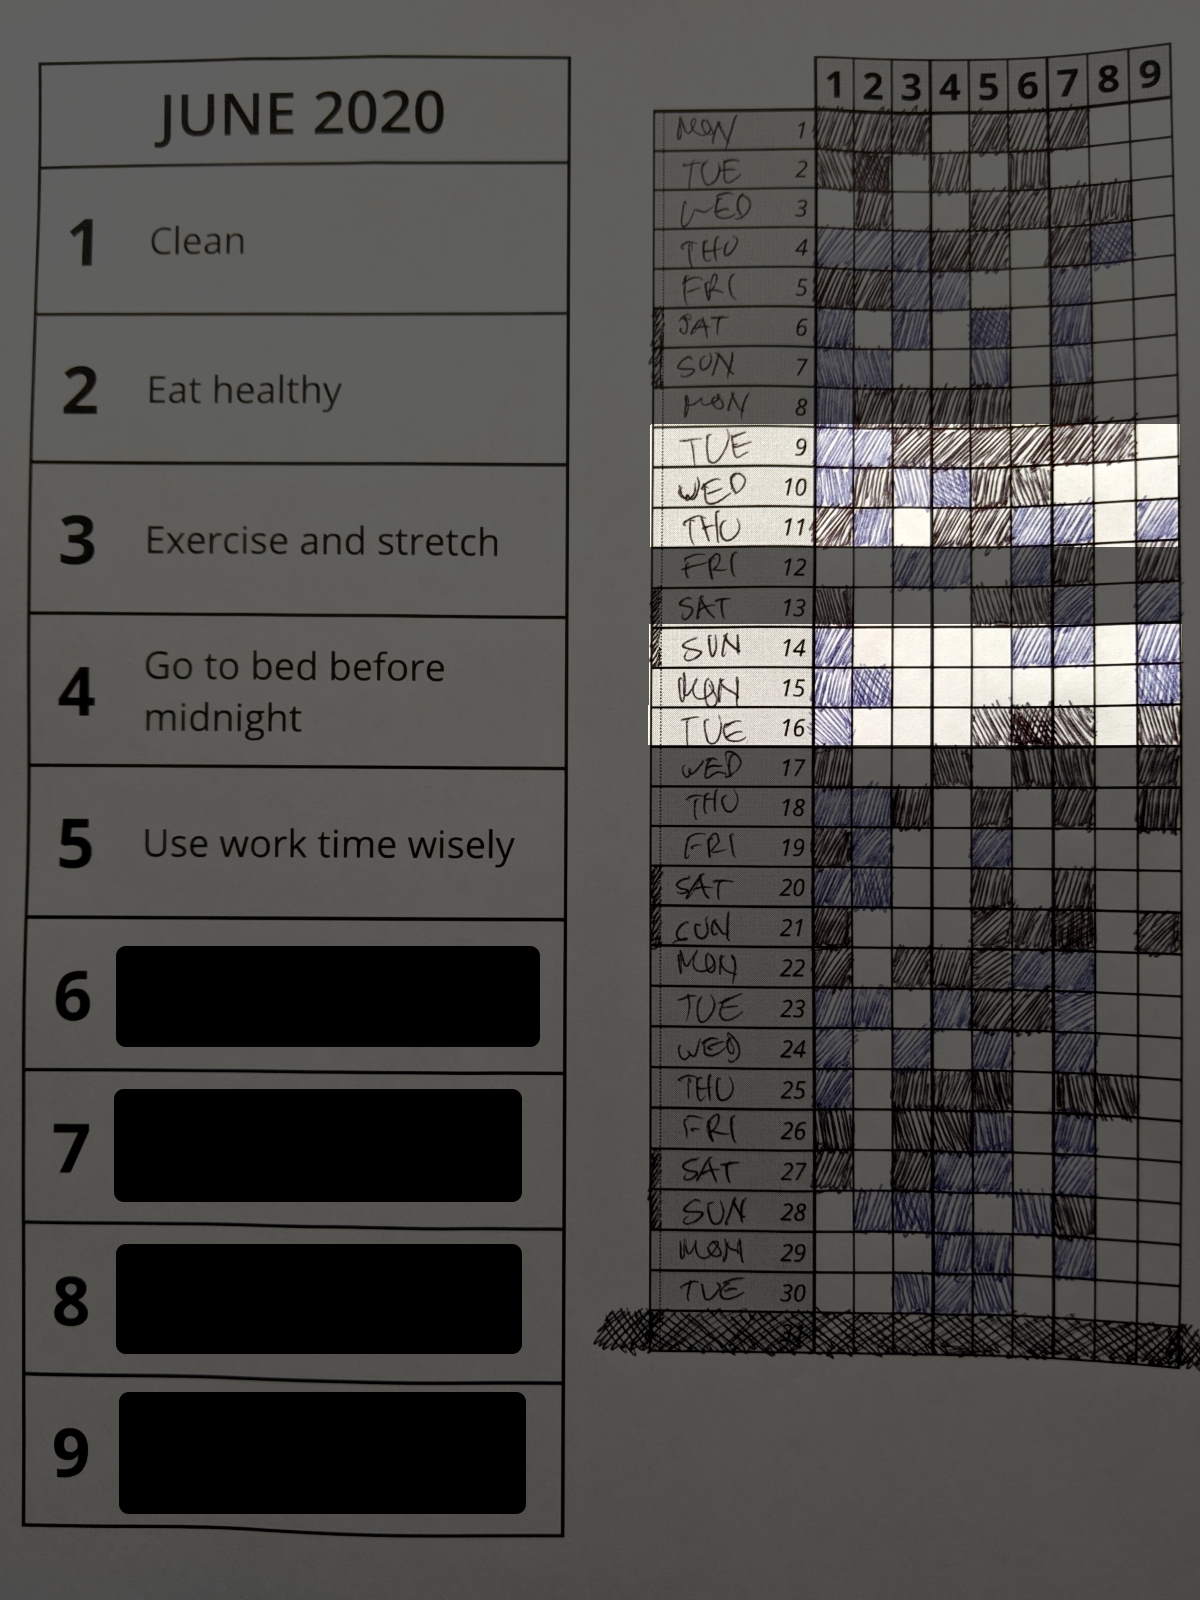 JUNE 2020
1 Clean
2 Eat healthy
3 Exercise and stretch
4 Go to bed before
midnight
5 Use work time wisely
6
7
8
9
1 2 3 4 5 6 7 8 9
MON 1
TUE 2
WED 3
THU 4
FRI 5
SAT 6
SUN 7
MON 8
TUE 9
WED 10
THU 11
FRI 12
SAT 13
SUN 14
MON 15
TUE 16
WED 17
THU 18
FRI 19
SAT 20
SUN 21
MON 22
TUE 23
WED 24
THU 25
FRI 26
SAT 27
SUN 28
MON 29
TUE 30